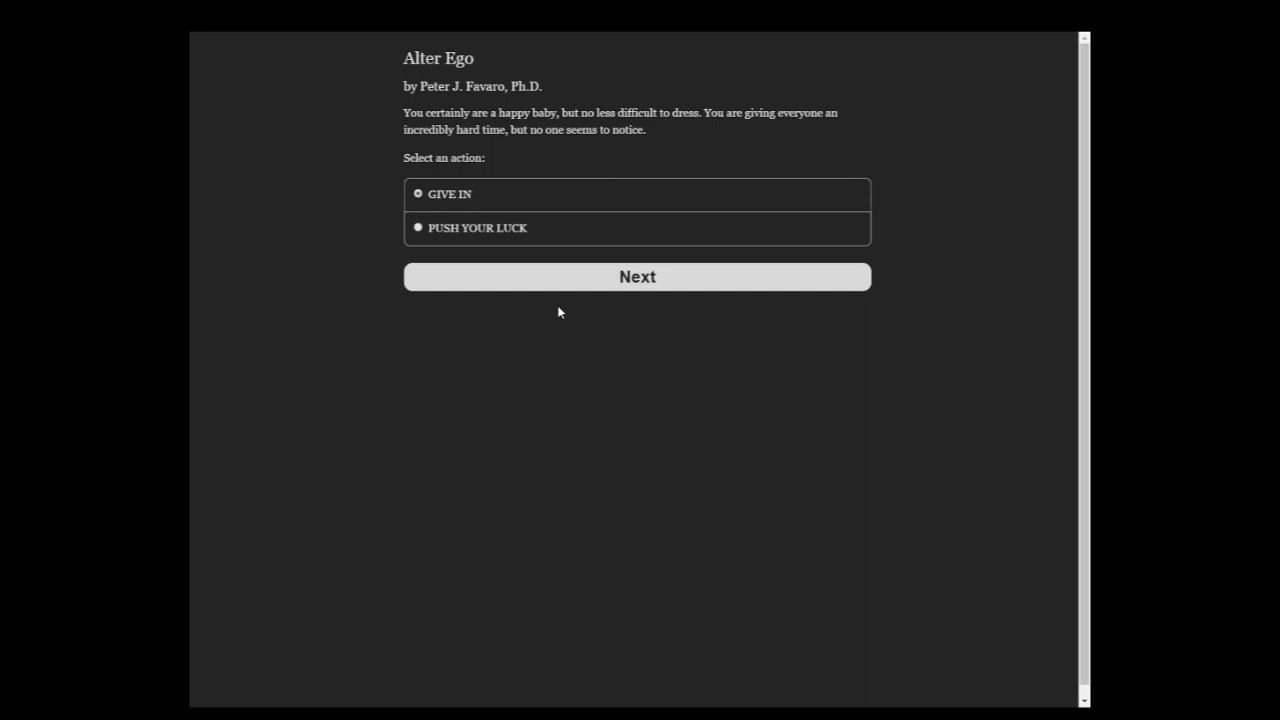 Alter Ego
by Peter J. Favaro, Ph.D.
You certainly are a happy baby, but no less difficult to dress. You are giving everyone an
incredibly hard time, but no one seems to notice.
Select an action:
GIVE IN
PUSH YOUR LUCK
Next